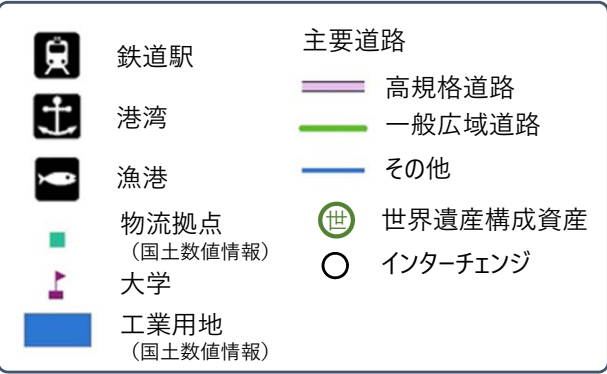 鉄道駅
港湾
漁港
物流拠点
（国土数値情報）
大学
工業用地
（国土数値情報）
主要道路
高規格道路
一般広域道路
その他
世 世界遺産構成資産
インターチェンジ